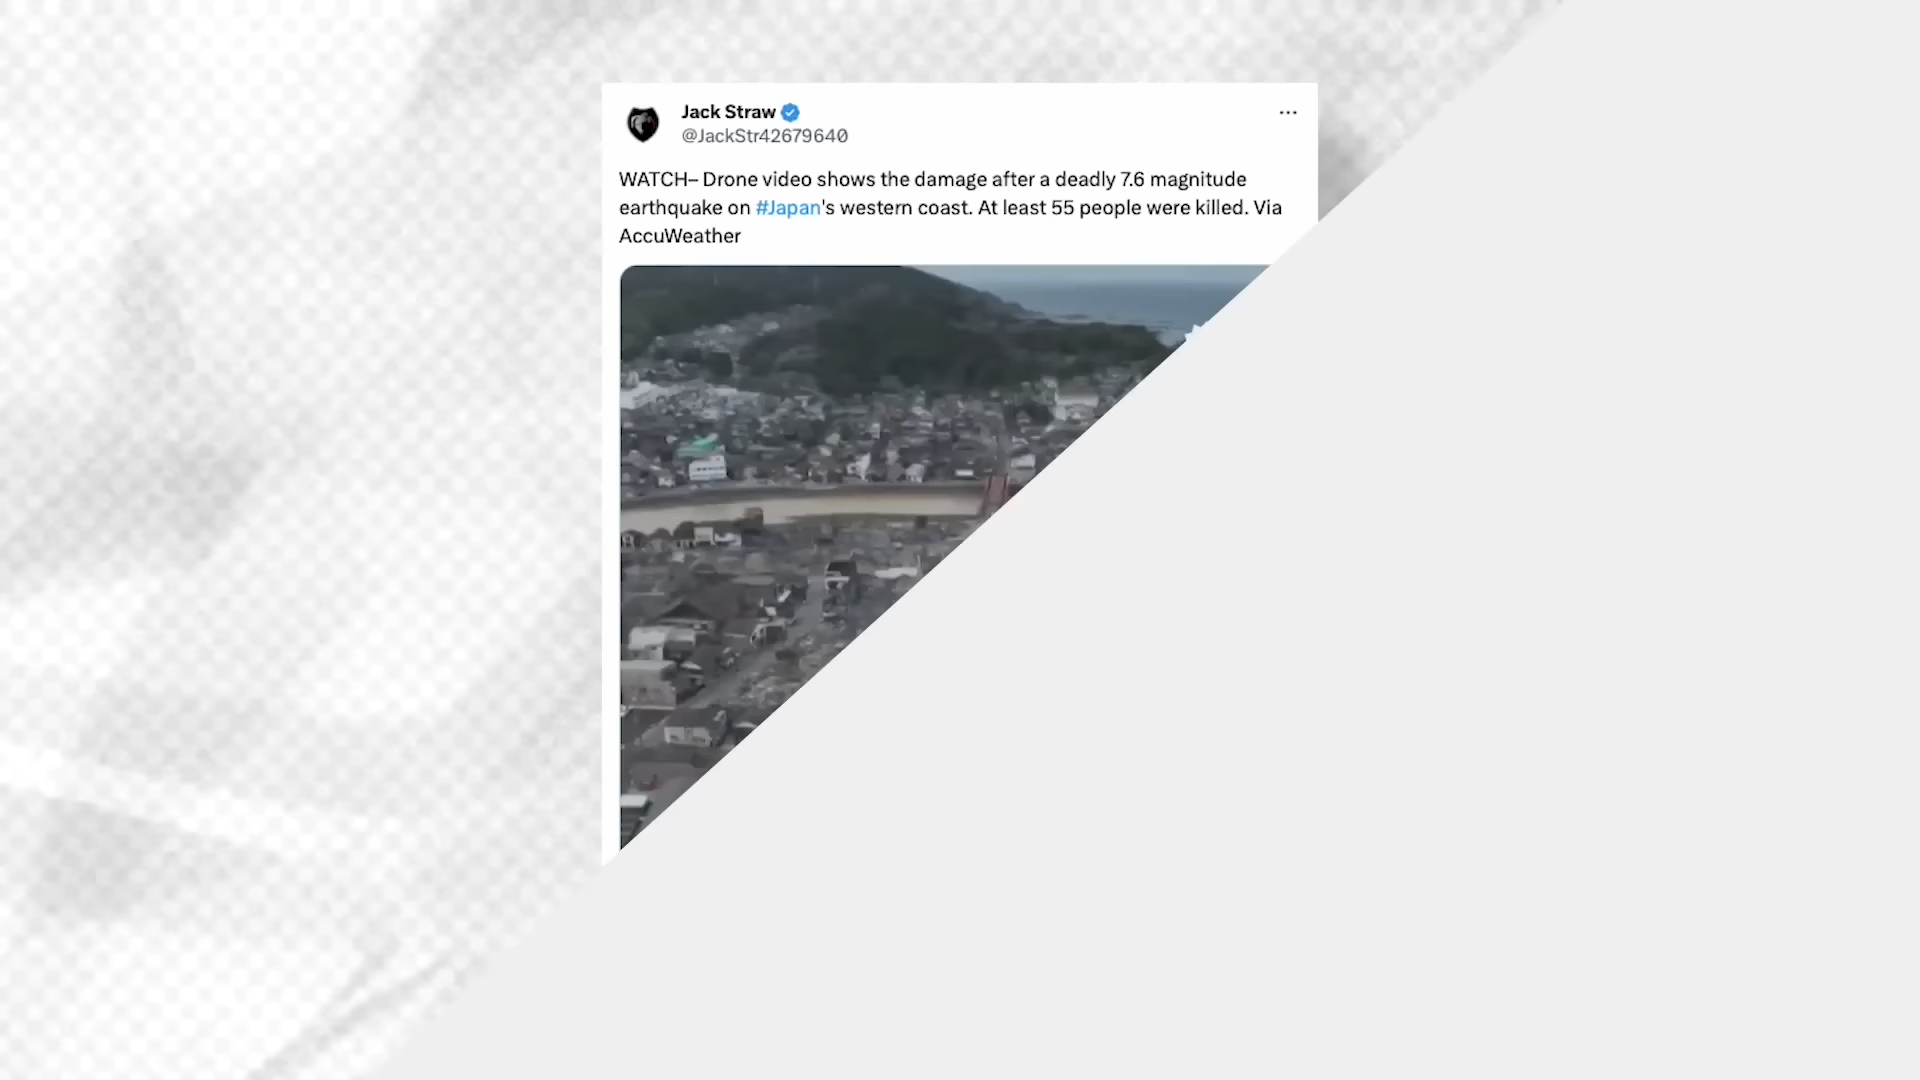 Jack Straw
@JackStr42679640
WATCH– Drone video shows the damage after a deadly 7.6 magnitude
earthquake on #Japan's western coast. At least 55 people were killed. Via
AccuWeather